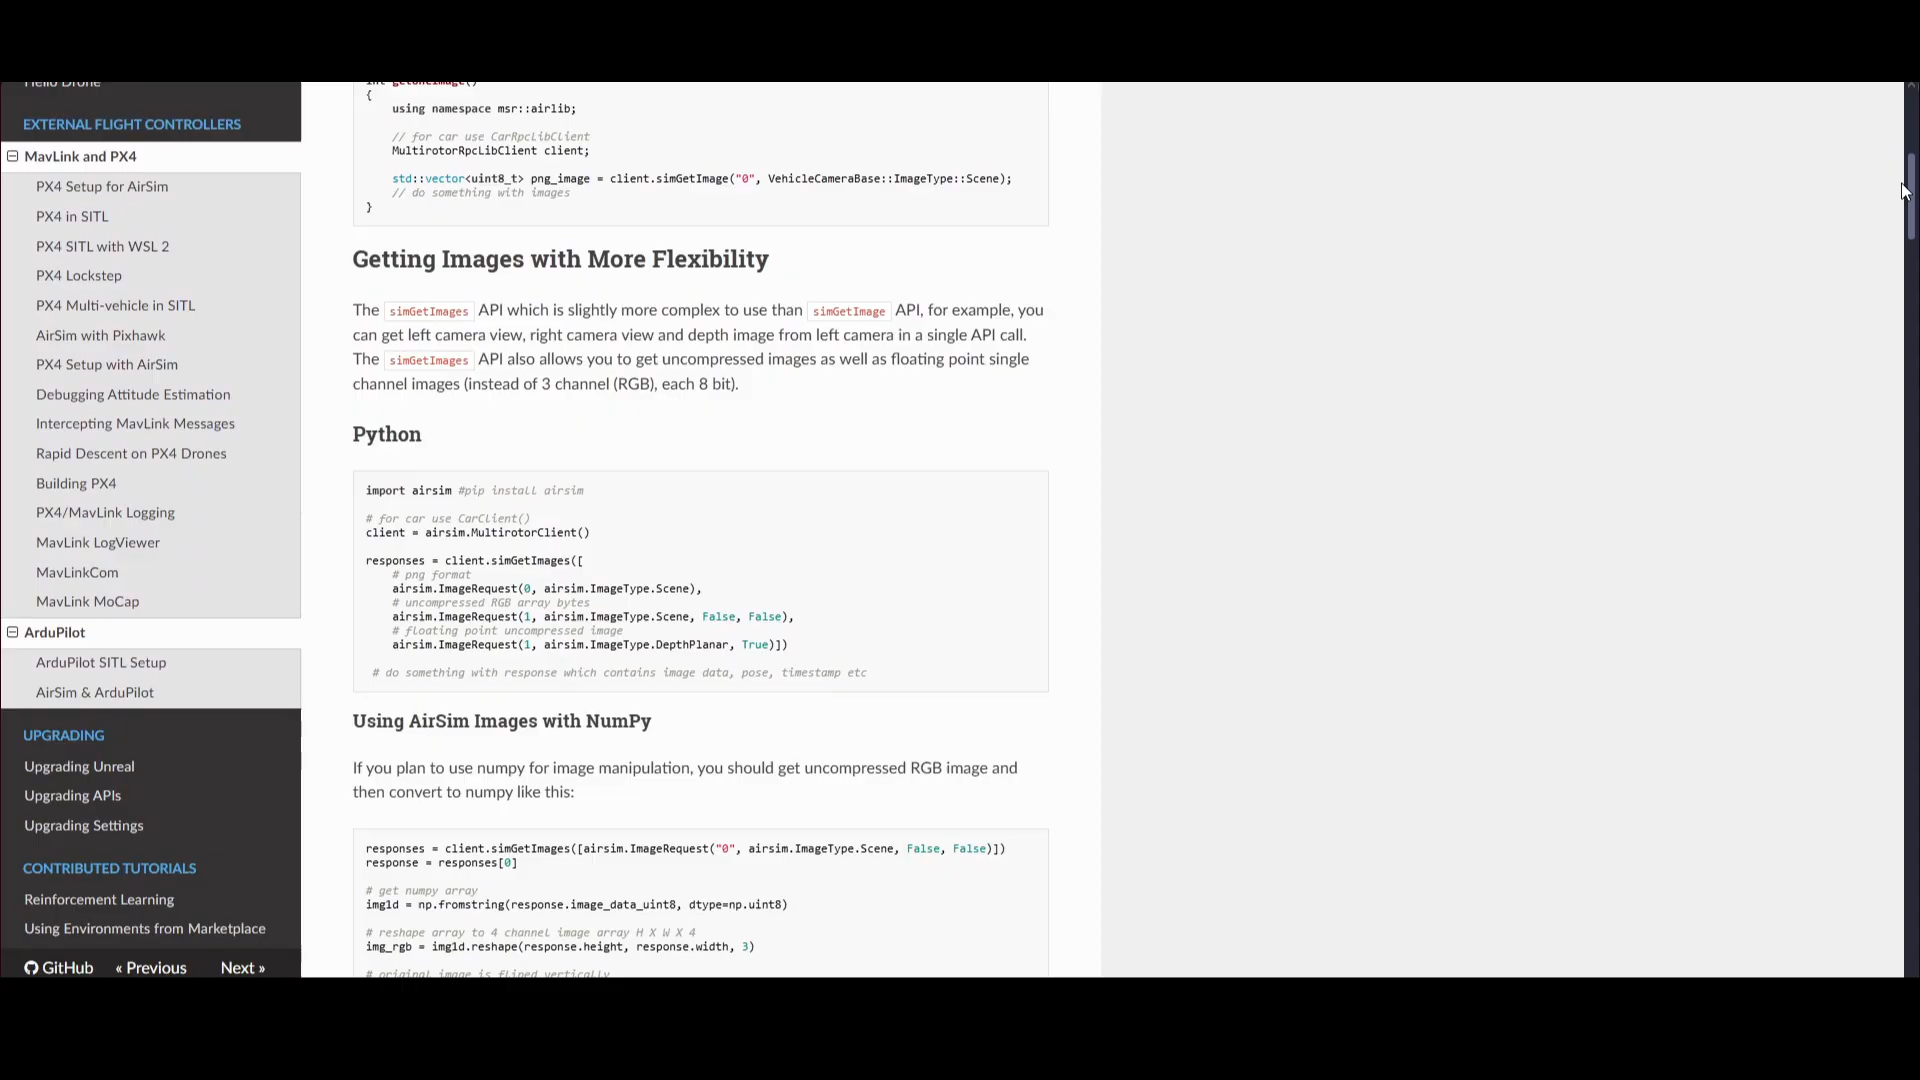 Hello Drone
EXTERNAL FLIGHT CONTROLLERS
MavLink and PX4
PX4 Setup for AirSim
PX4 in SITL
PX4 SITL with WSL 2
PX4 Lockstep
PX4 Multi-vehicle in SITL
AirSim with Pixhawk
PX4 Setup with AirSim
Debugging Attitude Estimation
Intercepting MavLink Messages
Rapid Descent on PX4 Drones
Building PX4
PX4/MavLink Logging
MavLink LogViewer
MavLinkCom
MavLink MoCap
ArduPilot
ArduPilot SITL Setup
AirSim & ArduPilot
UPGRADING
Upgrading Unreal
Upgrading APIs
Upgrading Settings
CONTRIBUTED TUTORIALS
Reinforcement Learning
Using Environments from Marketplace
GitHub « Previous Next »
int getOneImage()
{
using namespace msr::airlib;
// for car use CarRpcLibClient
MultirotorRpcLibClient client;
std::vector<uint8_t> png_image = client.simGetImage("0", VehicleCameraBase::ImageType::Scene);
// do something with images
}
Getting Images with More Flexibility
The simGetImages API which is slightly more complex to use than simGetImage API, for example, you
can get left camera view, right camera view and depth image from left camera in a single API call.
The simGetImages API also allows you to get uncompressed images as well as floating point single
channel images (instead of 3 channel (RGB), each 8 bit).
Python
import airsim #pip install airsim
# for car use CarClient()
client = airsim.MultirotorClient()
responses = client.simGetImages([
# png format
airsim.ImageRequest(0, airsim.ImageType.Scene),
# uncompressed RGB array bytes
airsim.ImageRequest(1, airsim.ImageType.Scene, False, False),
# floating point uncompressed image
airsim.ImageRequest(1, airsim.ImageType.DepthPlanar, True)])
# do something with response which contains image data, pose, timestamp etc
Using AirSim Images with NumPy
If you plan to use numpy for image manipulation, you should get uncompressed RGB image and
then convert to numpy like this:
responses = client.simGetImages([airsim.ImageRequest("0", airsim.ImageType.Scene, False, False)])
response = responses[0]
# get numpy array
img1d = np.fromstring(response.image_data_uint8, dtype=np.uint8)
# reshape array to 4 channel image array H X W X 4
img_rgb = img1d.reshape(response.height, response.width, 3)
# original image is fliped vertically